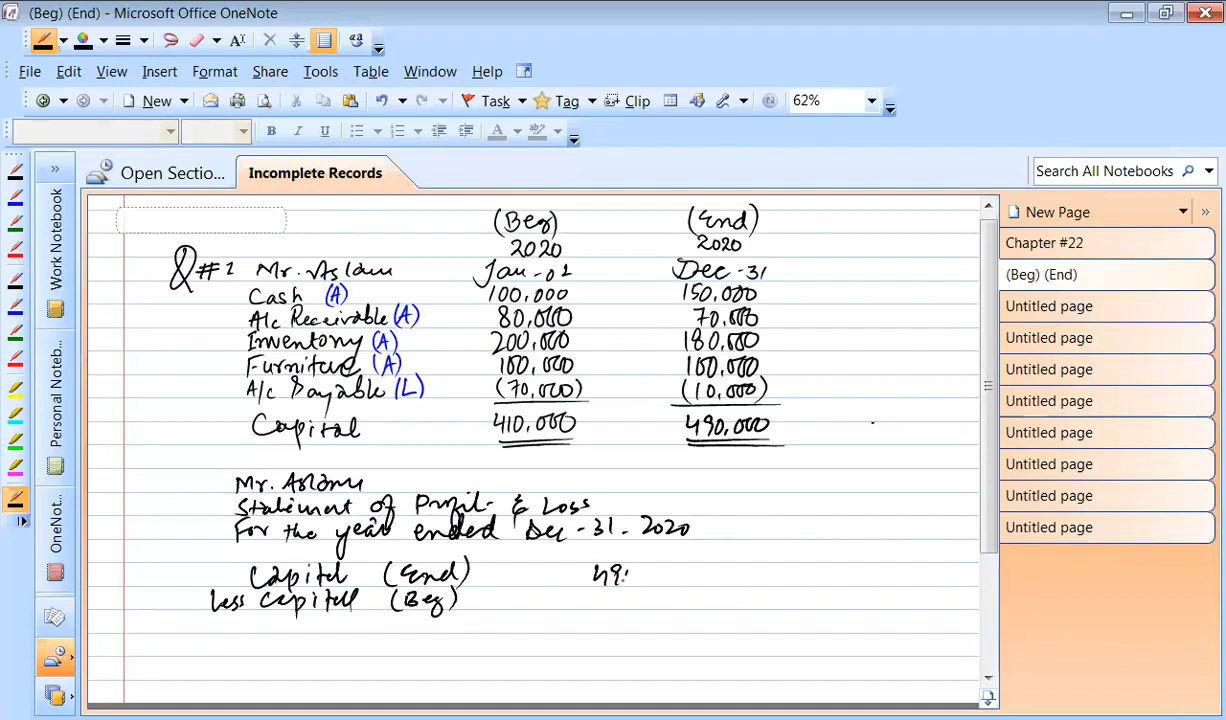 (Beg) (End) - Microsoft Office OneNote
File Edit View Insert Format Share Tools Table Window Help
New Task Tag Clip 62%
Open Sectio... Incomplete Records Search All Notebooks
Work Notebook
Personal Noteb...
OneNot...
New Page
Chapter #22
(Beg) (End)
Untitled page
Untitled page
Untitled page
Untitled page
Untitled page
Untitled page
Untitled page
Untitled page
(Beg) (End)
2020 2020
Q#1 Mr. Aslam Jan-01 Dec-31
Cash (A) 100,000 150,000
A/c Receivable (A) 80,000 70,000
Inventory (A) 200,000 180,000
Furniture (A) 100,000 100,000
A/c Payable (L) (70,000) (10,000)
Capital 410,000 490,000
Mr. Aslam
Statement of Profit & Loss
For the year ended Dec-31-2020
Capital (End) 49
Less Capital (Beg)